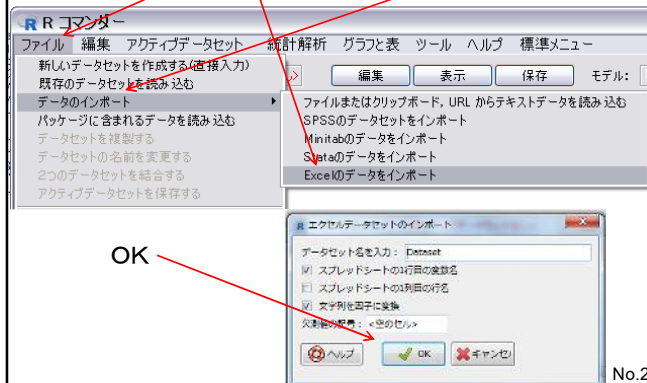 R コマンダー
ファイル 編集 アクティブデータセット 統計解析 グラフと表 ツール ヘルプ 標準メニュー
新しいデータセットを作成する(直接入力)
既存のデータセットを読み込む
編集 表示 保存 モデル:
データのインポート
ファイルまたはクリップボード, URL からテキストデータを読み込む
パッケージに含まれるデータを読み込む
SPSSのデータセットをインポート
データセットを複製する
Minitabのデータをインポート
データセットの名前を変更する
Stataのデータをインポート
2つのデータセットを結合する
Excelのデータをインポート
アクティブデータセットを保存する
エクセルデータセットのインポート
OK
データセット名を入力: Dataset
スプレッドシートの1行目の変数名
スプレッドシートの1列目の行名
文字列を因子に変換
欠測値の記号: <空のセル>
ヘルプ OK キャンセル
No.2